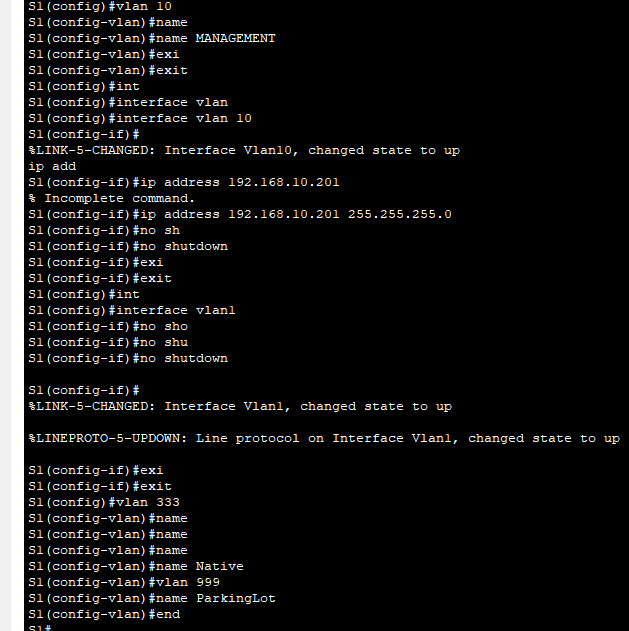 S1(config)#vlan 10
S1(config-vlan)#name
S1(config-vlan)#name MANAGEMENT
S1(config-vlan)#exi
S1(config-vlan)#exit
S1(config)#int
S1(config)#interface vlan
S1(config)#interface vlan 10
S1(config-if)#
%LINK-5-CHANGED: Interface Vlan10, changed state to up
ip add
S1(config-if)#ip address 192.168.10.201
% Incomplete command.
S1(config-if)#ip address 192.168.10.201 255.255.255.0
S1(config-if)#no sh
S1(config-if)#no shutdown
S1(config-if)#exi
S1(config-if)#exit
S1(config)#int
S1(config)#interface vlan1
S1(config-if)#no sho
S1(config-if)#no shu
S1(config-if)#no shutdown
S1(config-if)#
%LINK-5-CHANGED: Interface Vlan1, changed state to up
%LINEPROTO-5-UPDOWN: Line protocol on Interface Vlan1, changed state to up
S1(config-if)#exi
S1(config-if)#exit
S1(config)#vlan 333
S1(config-vlan)#name
S1(config-vlan)#name
S1(config-vlan)#name
S1(config-vlan)#name Native
S1(config-vlan)#vlan 999
S1(config-vlan)#name ParkingLot
S1(config-vlan)#end
S1#